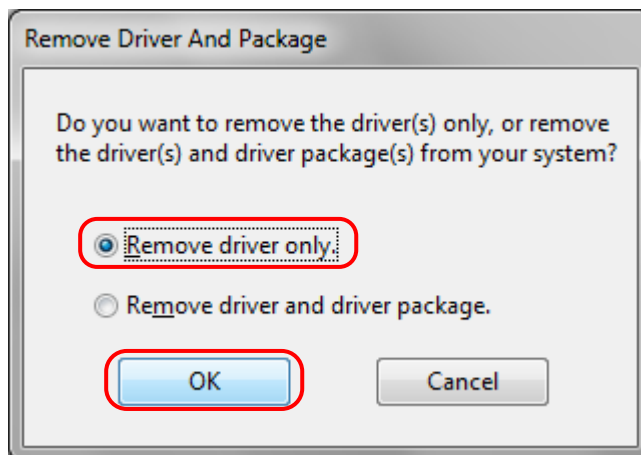 Remove Driver And Package
Do you want to remove the driver(s) only, or remove
the driver(s) and driver package(s) from your system?
Remove driver only.
Remove driver and driver package.
OK
Cancel